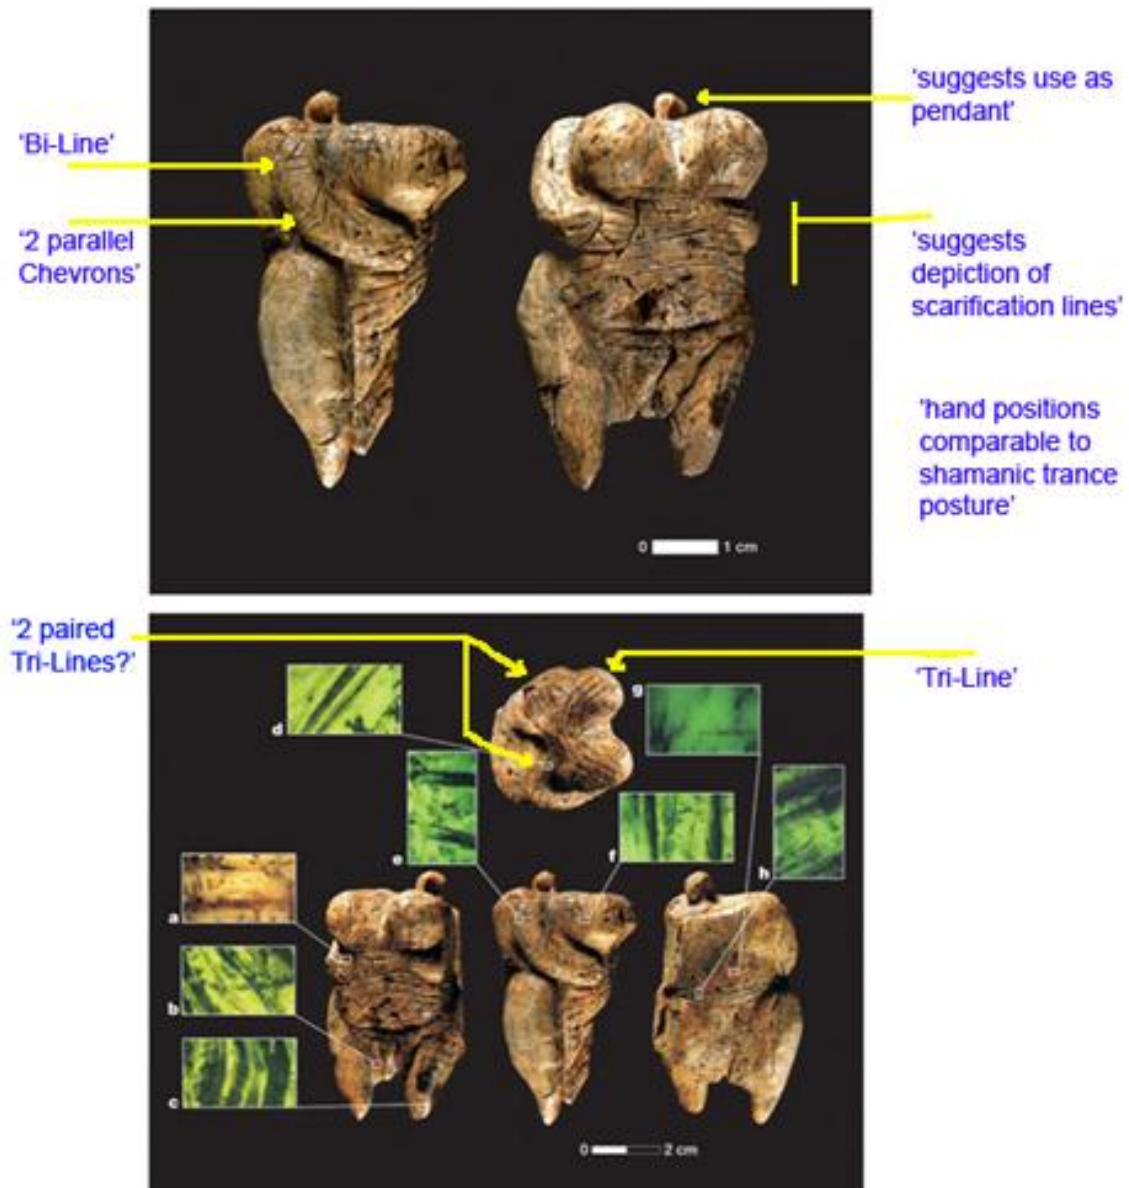 'suggests use as
pendant'
'Bi-Line'
'2 parallel
Chevrons'
'suggests
depiction of
scarification lines'
'hand positions
comparable to
shamanic trance
posture'
0 1 cm
'2 paired
Tri-Lines?'
'Tri-Line'
g
d
h
e
f
a
b
c
0 2 cm